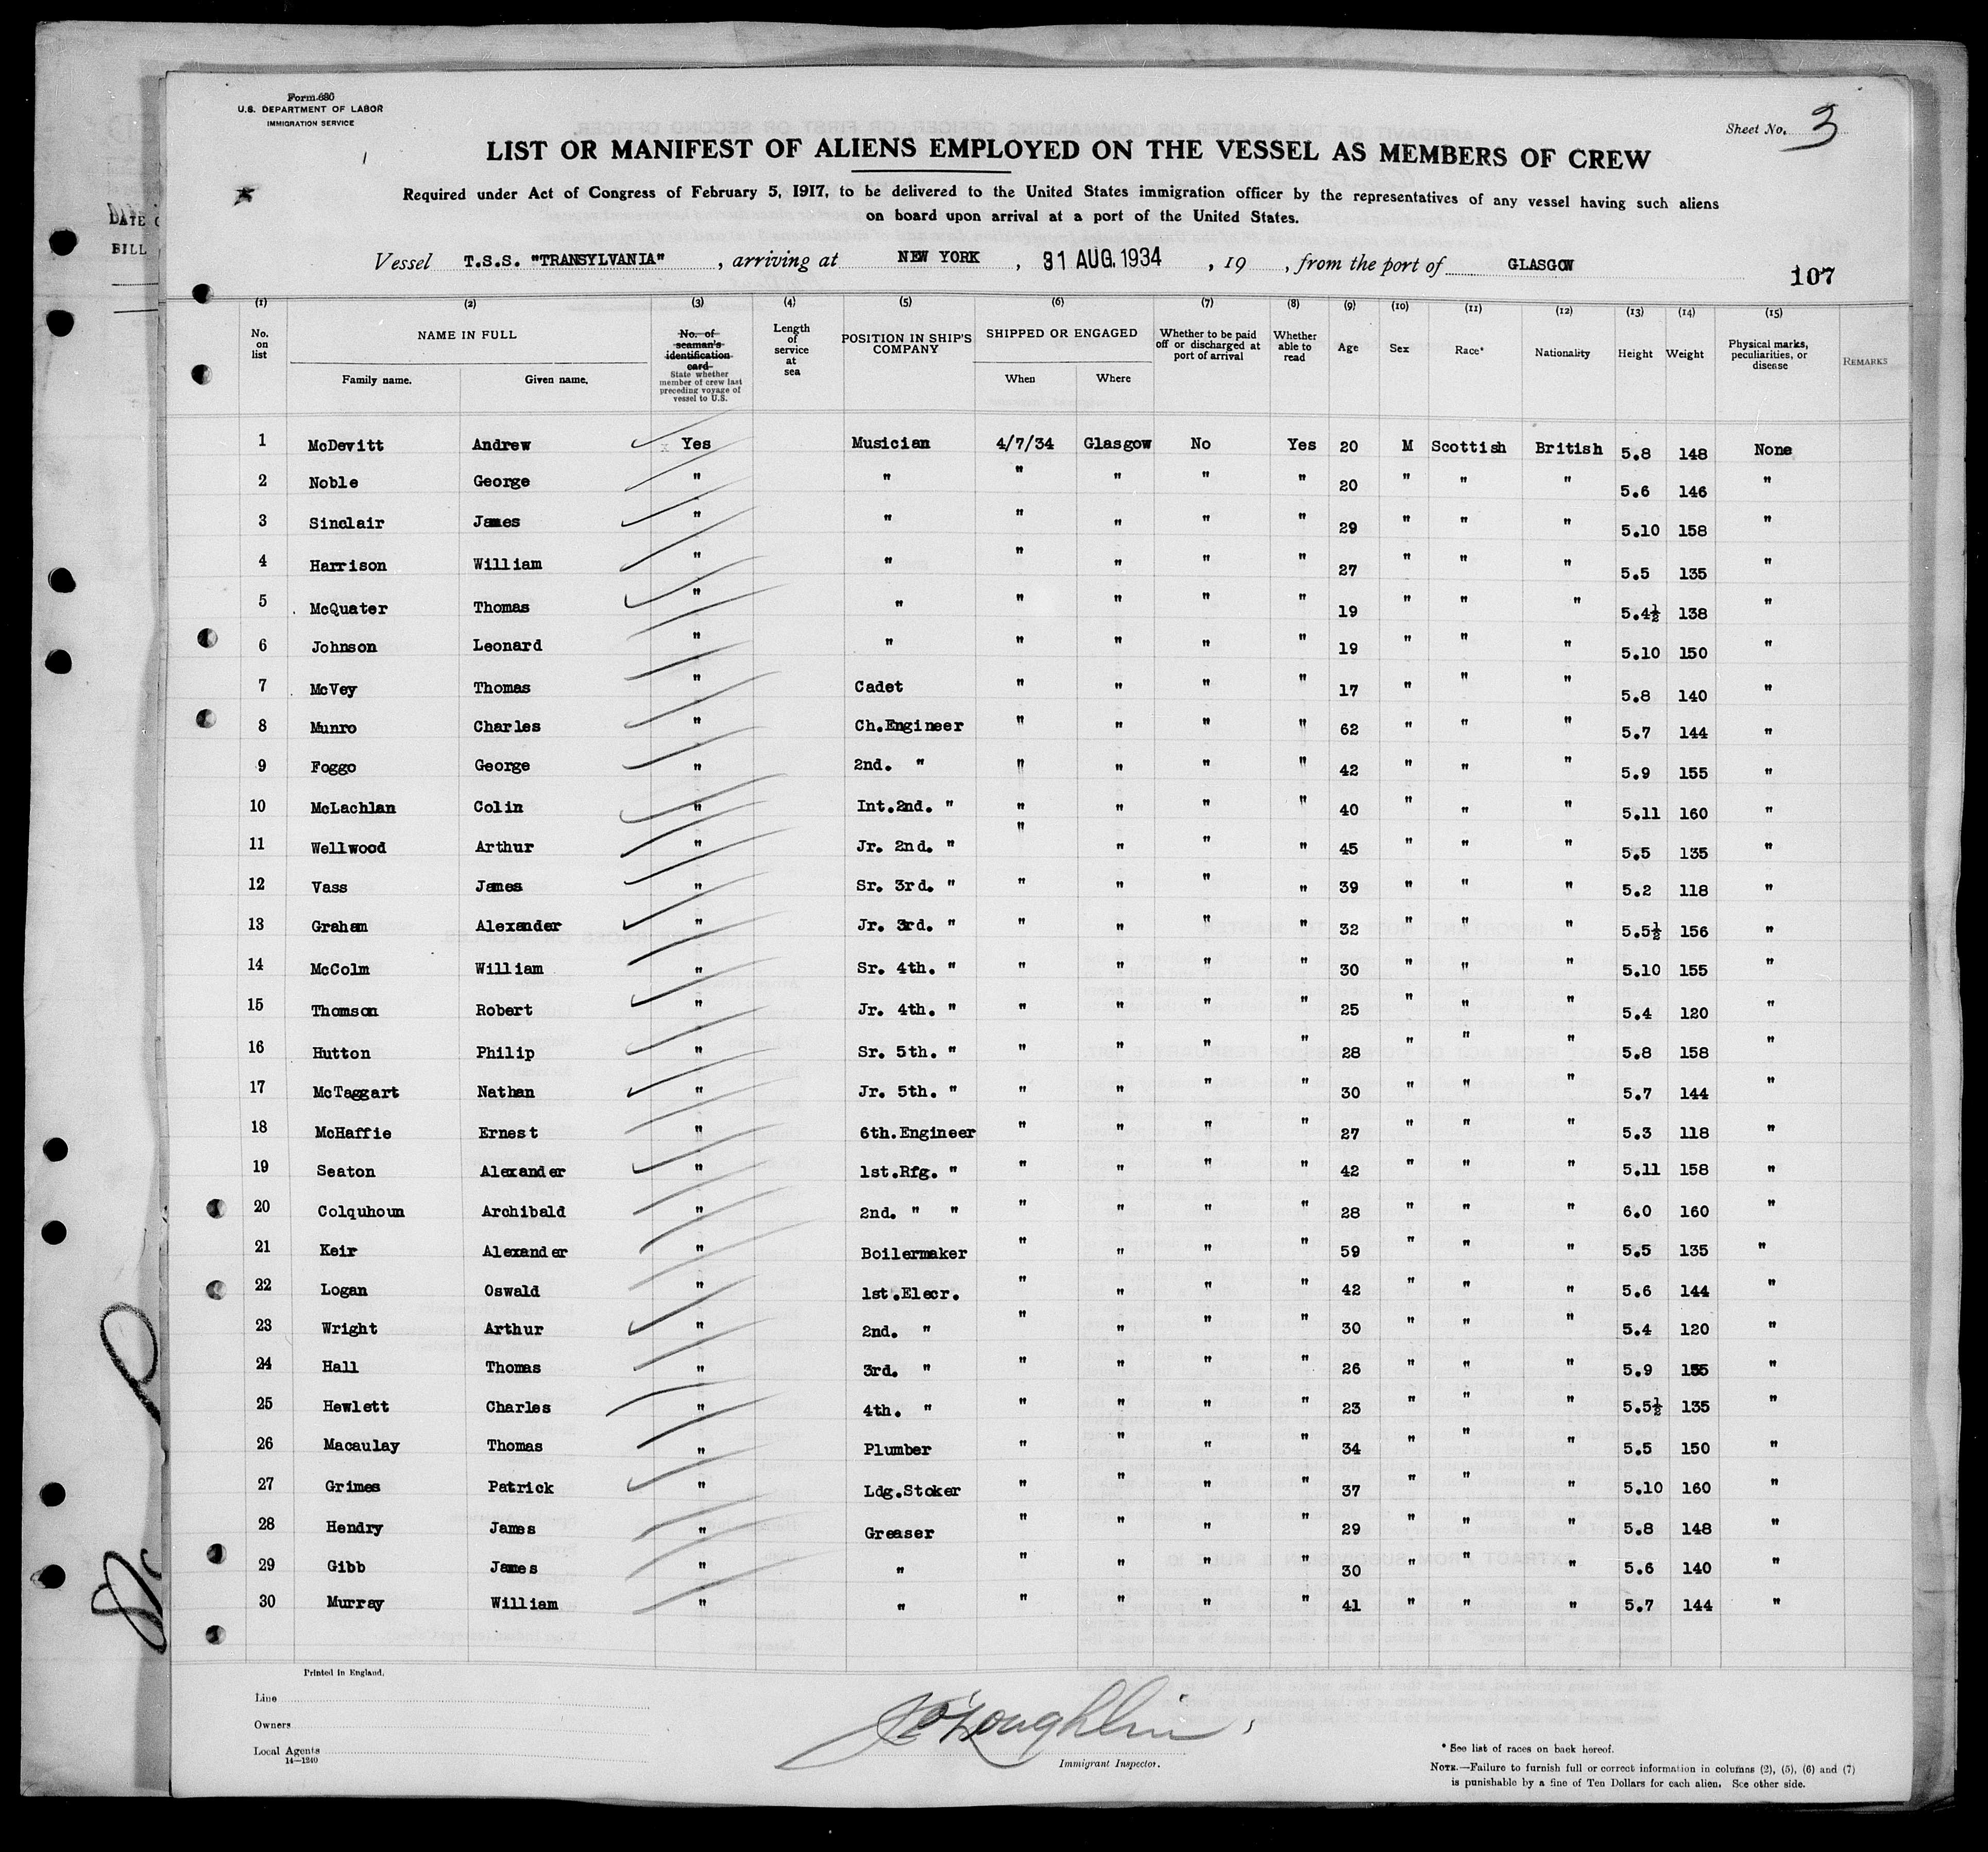 Form 680
U.S. DEPARTMENT OF LABOR
IMMIGRATION SERVICE
Sheet No. 3
LIST OR MANIFEST OF ALIENS EMPLOYED ON THE VESSEL AS MEMBERS OF CREW
Required under Act of Congress of February 5, 1917, to be delivered to the United States immigration officer by the representatives of any vessel having such aliens
on board upon arrival at a port of the United States.
Vessel T.S.S. "TRANSYLVANIA", arriving at NEW YORK, 31 AUG. 1934, 19 , from the port of GLASGOW
107
DATE
BILL
(1) (2) (3) (4) (5) (6) (7) (8) (9) (10) (11) (12) (13) (14) (15)
No. on list
NAME IN FULL
Family name. Given name.
No. of seaman's identification card
State whether member of crew last preceding voyage of vessel to U.S.
Length of service at sea
POSITION IN SHIP'S COMPANY
SHIPPED OR ENGAGED
When Where
Whether to be paid off or discharged at port of arrival
Whether able to read
Age
Sex
Race*
Nationality
Height
Weight
Physical marks, peculiarities, or disease
REMARKS
1 McDevitt Andrew Yes Musician 4/7/34 Glasgow No Yes 20 M Scottish British 5.8 148 None
2 Noble George " " " " " " 20 " " " 5.6 146 "
3 Sinclair James " " " " " " 29 " " " 5.10 158 "
4 Harrison William " " " " " " 27 " " " 5.5 135 "
5 McQuater Thomas " " " " " " 19 " " " 5.4½ 138 "
6 Johnson Leonard " " " " " " 19 " " " 5.10 150 "
7 McVey Thomas " Cadet " " " " 17 " " " 5.8 140 "
8 Munro Charles " Ch.Engineer " " " " 62 " " " 5.7 144 "
9 Foggo George " 2nd. " " " " " 42 " " " 5.9 155 "
10 McLachlan Colin " Int.2nd. " " " " " 40 " " " 5.11 160 "
11 Wellwood Arthur " Jr. 2nd. " " " " " 45 " " " 5.5 135 "
12 Vass James " Sr. 3rd. " " " " " 39 " " " 5.2 118 "
13 Graham Alexander " Jr. 3rd. " " " " " 32 " " " 5.5½ 156 "
14 McColm William " Sr. 4th. " " " " " 30 " " " 5.10 155 "
15 Thomson Robert " Jr. 4th. " " " " " 25 " " " 5.4 120 "
16 Hutton Philip " Sr. 5th. " " " " " 28 " " " 5.8 158 "
17 McTaggart Nathan " Jr. 5th. " " " " " 30 " " " 5.7 144 "
18 McHaffie Ernest " 6th.Engineer " " " " 27 " " " 5.3 118 "
19 Seaton Alexander " 1st.Rfg. " " " " " 42 " " " 5.11 158 "
20 Colquhoun Archibald " 2nd. " " " " " " 28 " " " 6.0 160 "
21 Keir Alexander " Boilermaker " " " " 59 " " " 5.5 135 "
22 Logan Oswald " 1st.Elecr. " " " " 42 " " " 5.6 144 "
23 Wright Arthur " 2nd. " " " " " 30 " " " 5.4 120 "
24 Hall Thomas " 3rd. " " " " " 26 " " " 5.9 155 "
25 Hewlett Charles " 4th. " " " " " 23 " " " 5.5½ 135 "
26 Macaulay Thomas " Plumber " " " " 34 " " " 5.5 150 "
27 Grimes Patrick " Ldg.Stoker " " " " 37 " " " 5.10 160 "
28 Hendry James " Greaser " " " " 29 " " " 5.8 148 "
29 Gibb James " " " " " " 30 " " " 5.6 140 "
30 Murray William " " " " " " 41 " " " 5.7 144 "
Printed in England.
Line
Owners
Local Agents
14—1240
Immigrant Inspector.
* See list of races on back hereof.
NOTE.—Failure to furnish full or correct information in columns (2), (5), (6) and (7)
is punishable by a fine of Ten Dollars for each alien. See other side.